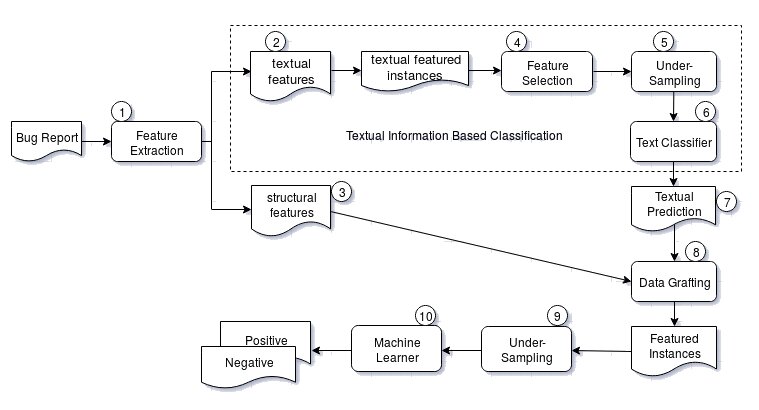 1
Bug Report
Feature
Extraction
2
textual
features
textual featured
instances
4
Feature
Selection
5
Under-
Sampling
6
Text Classifier
Textual Information Based Classification
3
structural
features
7
Textual
Prediction
8
Data Grafting
Featured
Instances
9
Under-
Sampling
10
Machine
Learner
Positive
Negative